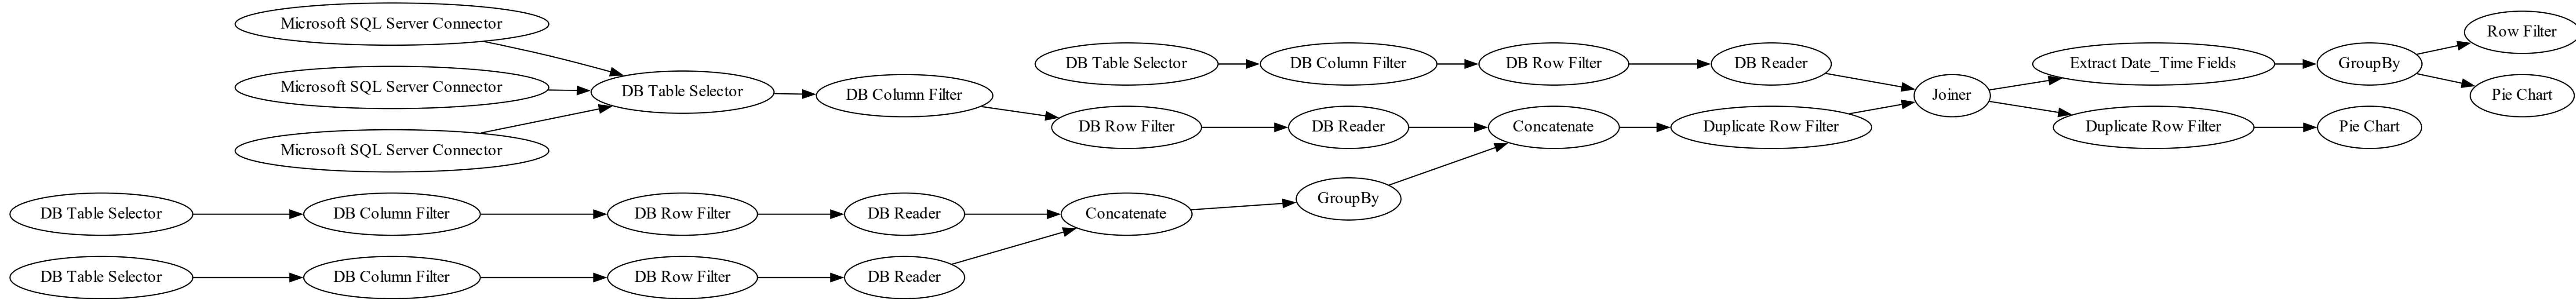 Microsoft SQL Server Connector
Microsoft SQL Server Connector
Microsoft SQL Server Connector
DB Table Selector
DB Column Filter
DB Table Selector
DB Column Filter
DB Row Filter
DB Reader
DB Row Filter
DB Reader
Concatenate
Duplicate Row Filter
Joiner
Extract Date_Time Fields
GroupBy
Row Filter
Pie Chart
Duplicate Row Filter
Pie Chart
DB Table Selector
DB Column Filter
DB Row Filter
DB Reader
Concatenate
GroupBy
DB Table Selector
DB Column Filter
DB Row Filter
DB Reader